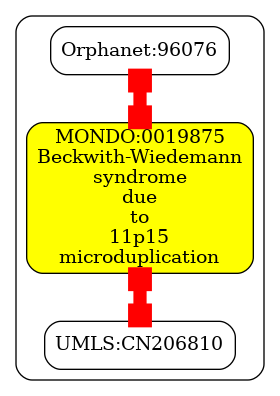 Orphanet:96076
MONDO:0019875
Beckwith-Wiedemann
syndrome
due
to
11p15
microduplication
UMLS:CN206810